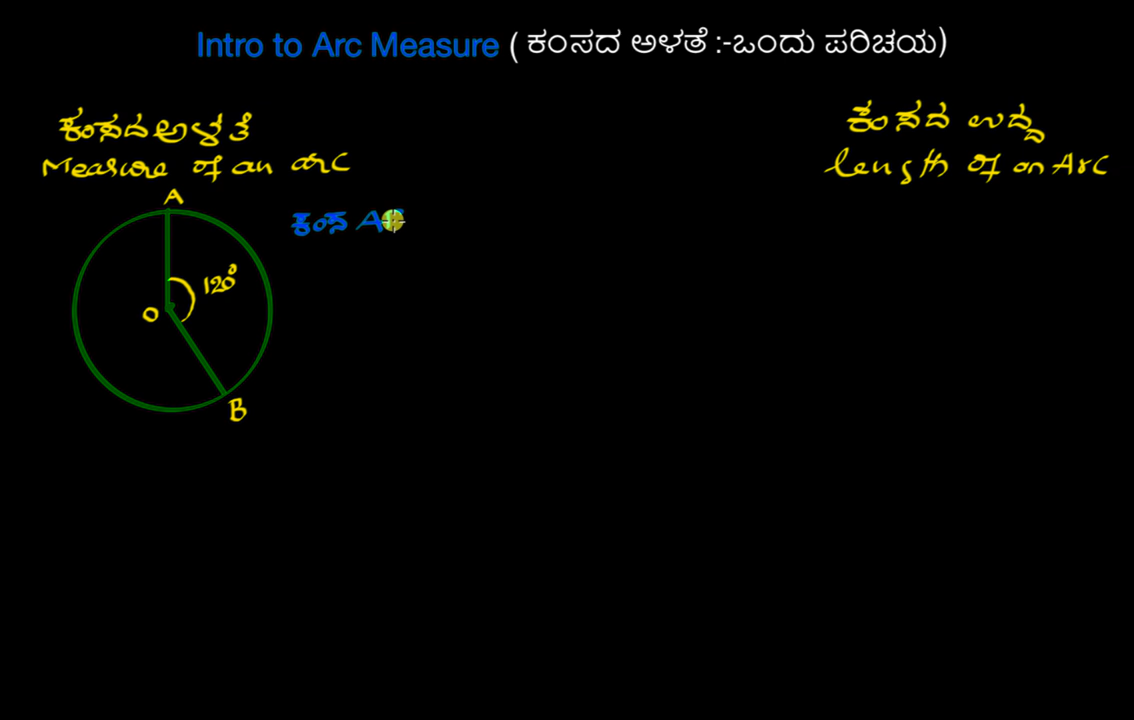 Intro to Arc Measure ( ಕಂಸದ ಅಳತೆ :-ಒಂದು ಪರಿಚಯ)
ಕಂಸದ ಅಳತೆ
Measure of an arc
ಕಂಸದ ಉದ್ದ
length of an Arc
A
ಕಂಸ A
120°
O
B